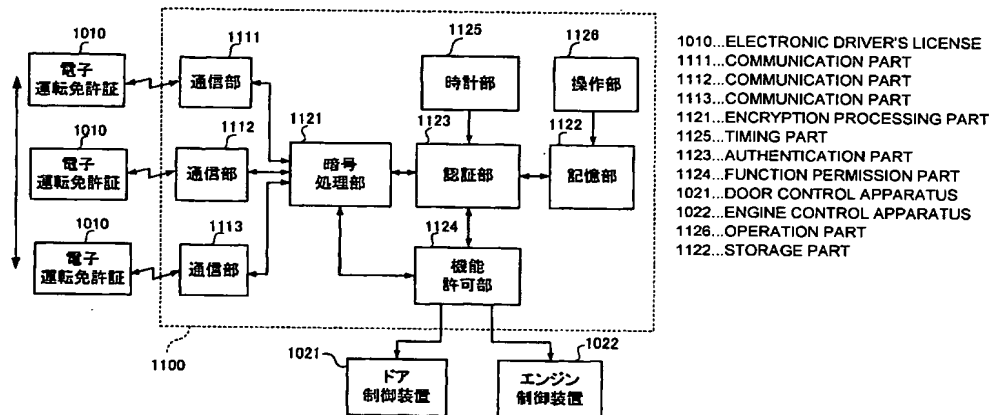 1010
電子
運転免許証
1010
電子
運転免許証
1010
電子
運転免許証
1111
通信部
1112
通信部
1113
通信部
1121
暗号
処理部
1125
時計部
1126
操作部
1123
認証部
1122
記憶部
1124
機能
許可部
1100
1021
ドア
制御装置
1022
エンジン
制御装置
1010...ELECTRONIC DRIVER'S LICENSE
1111...COMMUNICATION PART
1112...COMMUNICATION PART
1113...COMMUNICATION PART
1121...ENCRYPTION PROCESSING PART
1125...TIMING PART
1123...AUTHENTICATION PART
1124...FUNCTION PERMISSION PART
1021...DOOR CONTROL APPARATUS
1022...ENGINE CONTROL APPARATUS
1126...OPERATION PART
1122...STORAGE PART